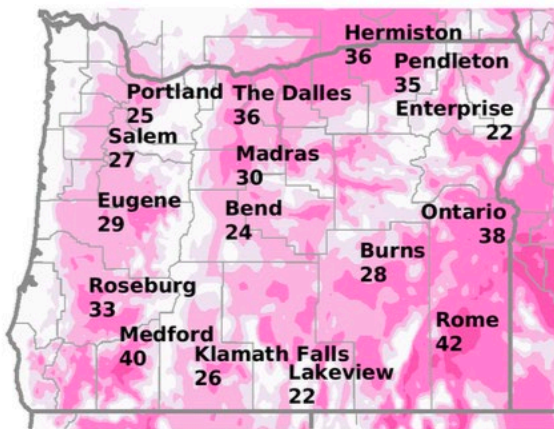 Hermiston
36
Pendleton
35
Portland
25
The Dalles
36
Enterprise
22
Salem
27
Madras
30
Eugene
29
Bend
24
Ontario
38
Burns
28
Roseburg
33
Rome
42
Medford
40
Klamath Falls
26
Lakeview
22